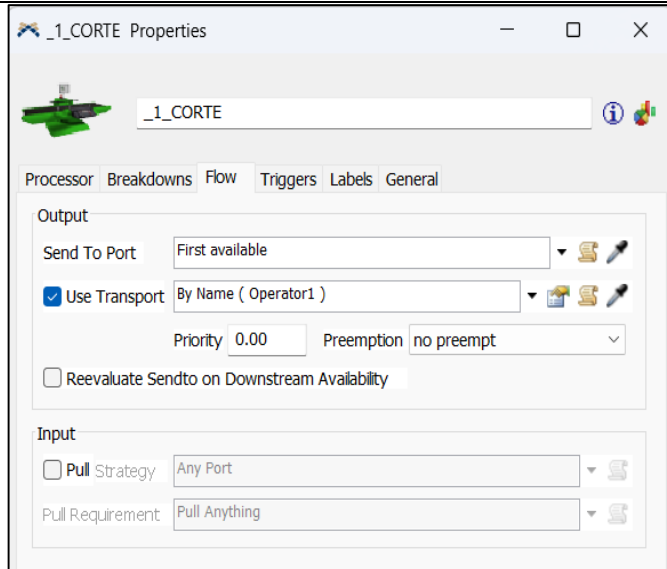 _1_CORTE Properties
_1_CORTE
Processor Breakdowns Flow Triggers Labels General
Output
Send To Port First available
Use Transport By Name ( Operator1 )
Priority 0.00 Preemption no preempt
Reevaluate Sendto on Downstream Availability
Input
Pull Strategy Any Port
Pull Requirement Pull Anything